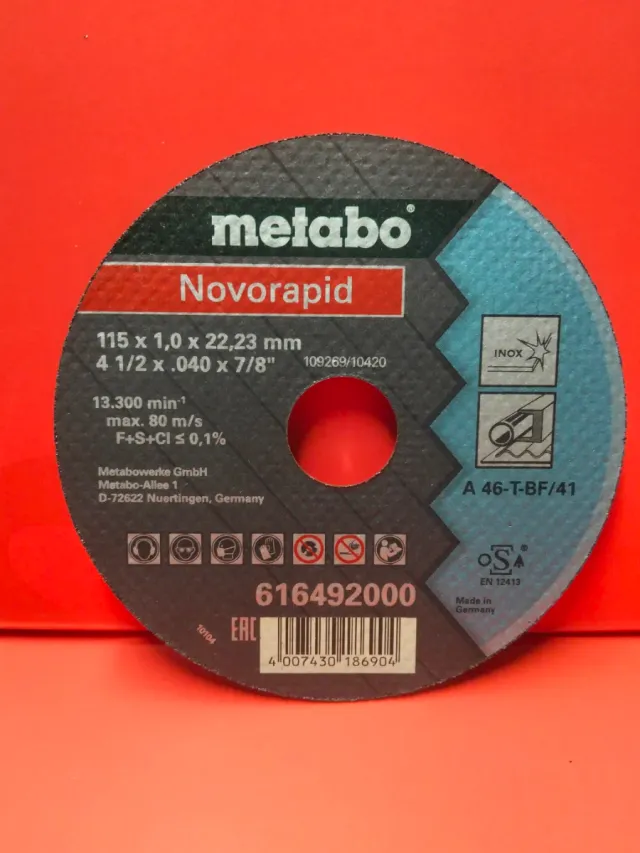 metabo®
Novorapid
115 x 1,0 x 22,23 mm
4 1/2 x .040 x 7/8"
109269/10420
13.300 min⁻¹
max. 80 m/s
F+S+Cl ≤ 0,1%
Metabowerke GmbH
Metabo-Allee 1
D-72622 Nuertingen, Germany
INOX
A 46-T-BF/41
oSa®
EN 12413
Made in
Germany
616492000
10104
EAC
4 007430 186904